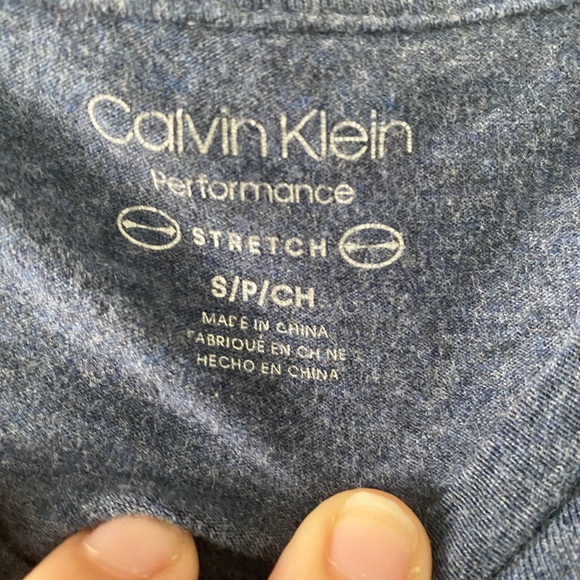 Calvin Klein
Performance
STRETCH
S/P/CH
MADE IN CHINA
FABRIQUÉ EN CHINE
HECHO EN CHINA